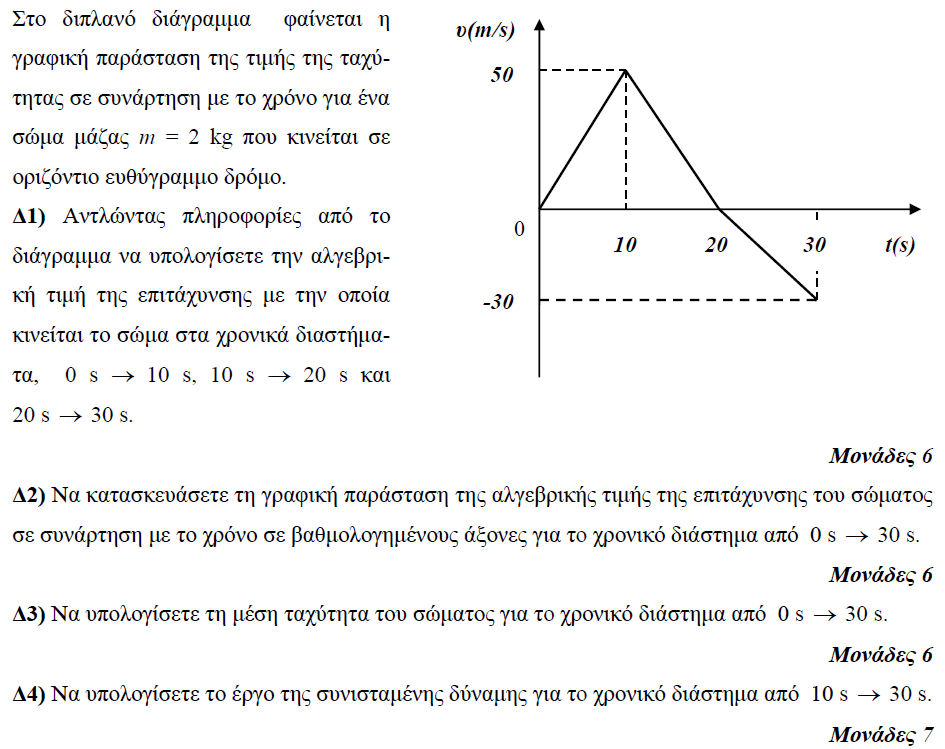 Στο διπλανό διάγραμμα φαίνεται η
γραφική παράσταση της τιμής της ταχύ-
τητας σε συνάρτηση με το χρόνο για ένα
σώμα μάζας m = 2 kg που κινείται σε
οριζόντιο ευθύγραμμο δρόμο.
Δ1) Αντλώντας πληροφορίες από το
διάγραμμα να υπολογίσετε την αλγεβρι-
κή τιμή της επιτάχυνσης με την οποία
κινείται το σώμα στα χρονικά διαστήμα-
τα, 0 s → 10 s, 10 s → 20 s και
20 s → 30 s.
υ(m/s)
50
0
10
20
30
t(s)
-30
Μονάδες 6
Δ2) Να κατασκευάσετε τη γραφική παράσταση της αλγεβρικής τιμής της επιτάχυνσης του σώματος
σε συνάρτηση με το χρόνο σε βαθμολογημένους άξονες για το χρονικό διάστημα από 0 s → 30 s.
Μονάδες 6
Δ3) Να υπολογίσετε τη μέση ταχύτητα του σώματος για το χρονικό διάστημα από 0 s → 30 s.
Μονάδες 6
Δ4) Να υπολογίσετε το έργο της συνισταμένης δύναμης για το χρονικό διάστημα από 10 s → 30 s.
Μονάδες 7